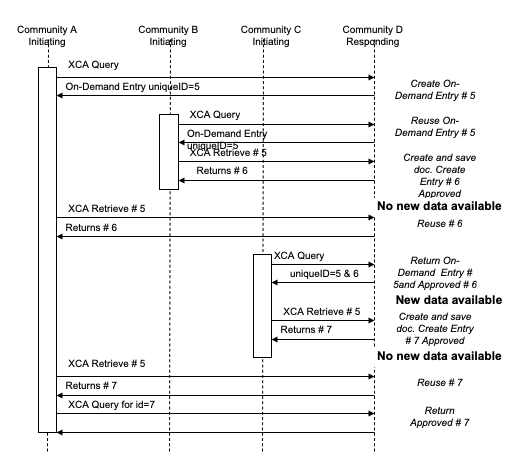 Community A
Initiating
Community B
Initiating
Community C
Initiating
Community D
Responding
XCA Query
On-Demand Entry uniqueID=5
Create On-
Demand Entry # 5
XCA Query
Reuse On-
Demand Entry # 5
On-Demand Entry
uniqueID=5
XCA Retrieve # 5
Create and save
doc. Create
Entry # 6
Approved
Returns # 6
No new data available
XCA Retrieve # 5
Reuse # 6
Returns # 6
XCA Query
Return On-
Demand Entry #
5and Approved # 6
uniqueID=5 & 6
New data available
XCA Retrieve # 5
Create and save
doc. Create Entry
# 7 Approved
Returns # 7
No new data available
XCA Retrieve # 5
Reuse # 7
Returns # 7
XCA Query for id=7
Return
Approved # 7